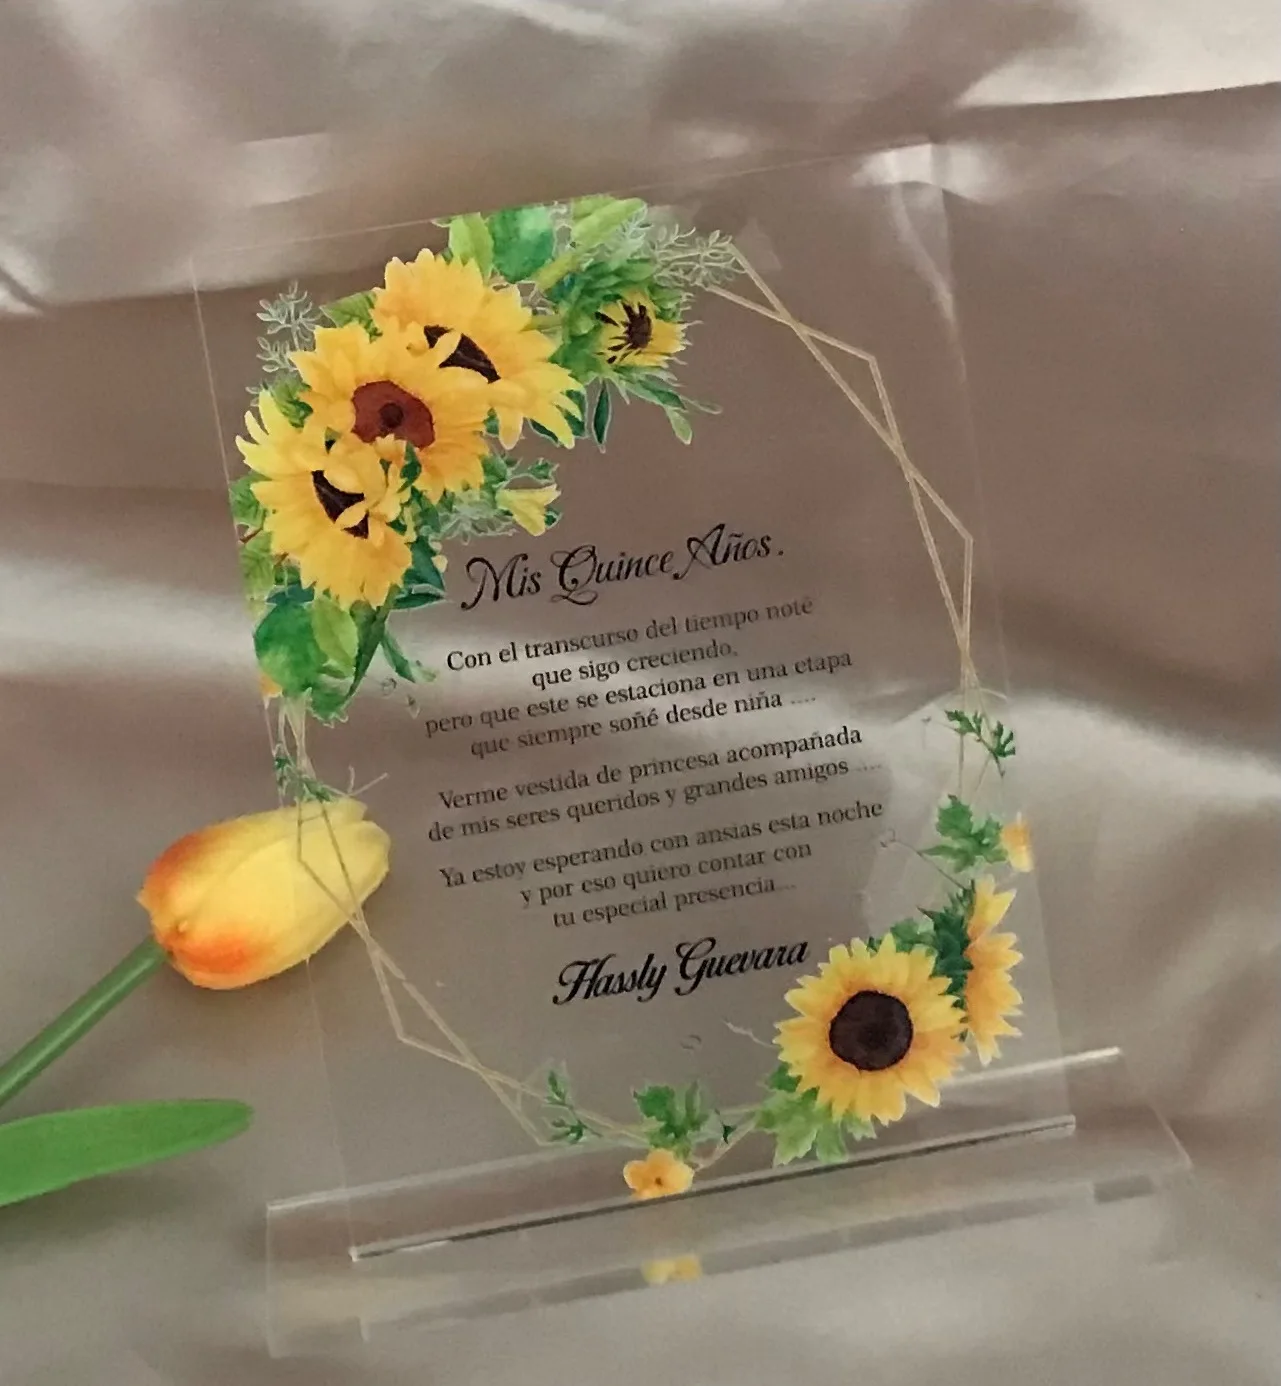 Mis Quince Años.
Con el transcurso del tiempo noté
que sigo creciendo,
pero que este se estaciona en una etapa
que siempre soñé desde niña ....
Verme vestida de princesa acompañada
de mis seres queridos y grandes amigos ....
Ya estoy esperando con ansias esta noche
y por eso quiero contar con
tu especial presencia...
Hassly Guevara